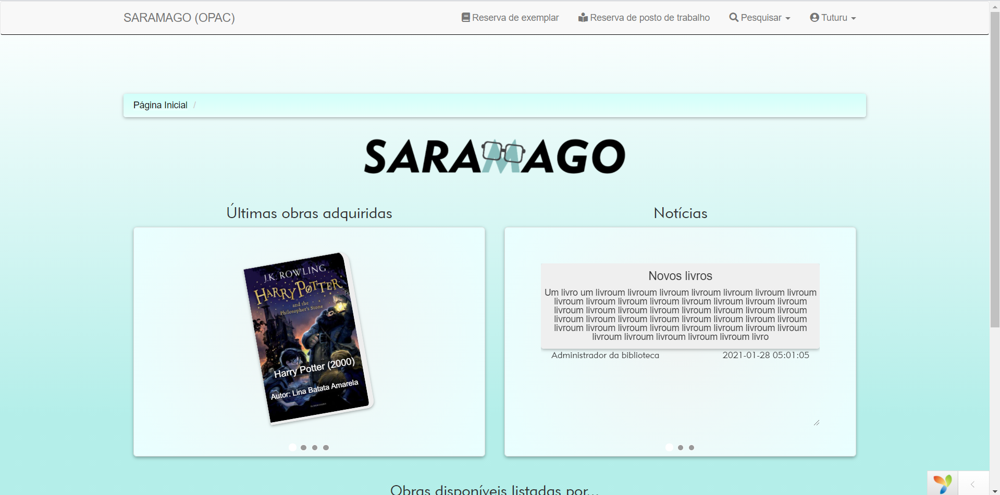 SARAMAGO (OPAC)
Reserva de exemplar
Reserva de posto de trabalho
Pesquisar
Tuturu
Página Inicial /
SARAMAGO
Últimas obras adquiridas
Notícias
J.K. ROWLING
HARRY POTTER
and the
Philosopher's Stone
Harry Potter (2000)
Autor: Lina Batata Amarela
BLOOMSBURY
Novos livros
Um livro um livroum livroum livroum livroum livroum livroum livroum
livroum livroum livroum livroum livroum livroum livroum livroum
livroum livroum livroum livroum livroum livroum livroum livroum
livroum livroum livroum livroum livroum livroum livroum livroum
livroum livroum livroum livroum livroum livroum livroum livroum
livroum livroum livroum livroum livroum livro
Administrador da biblioteca
2021-01-28 05:01:05
Obras disponíveis listadas por...